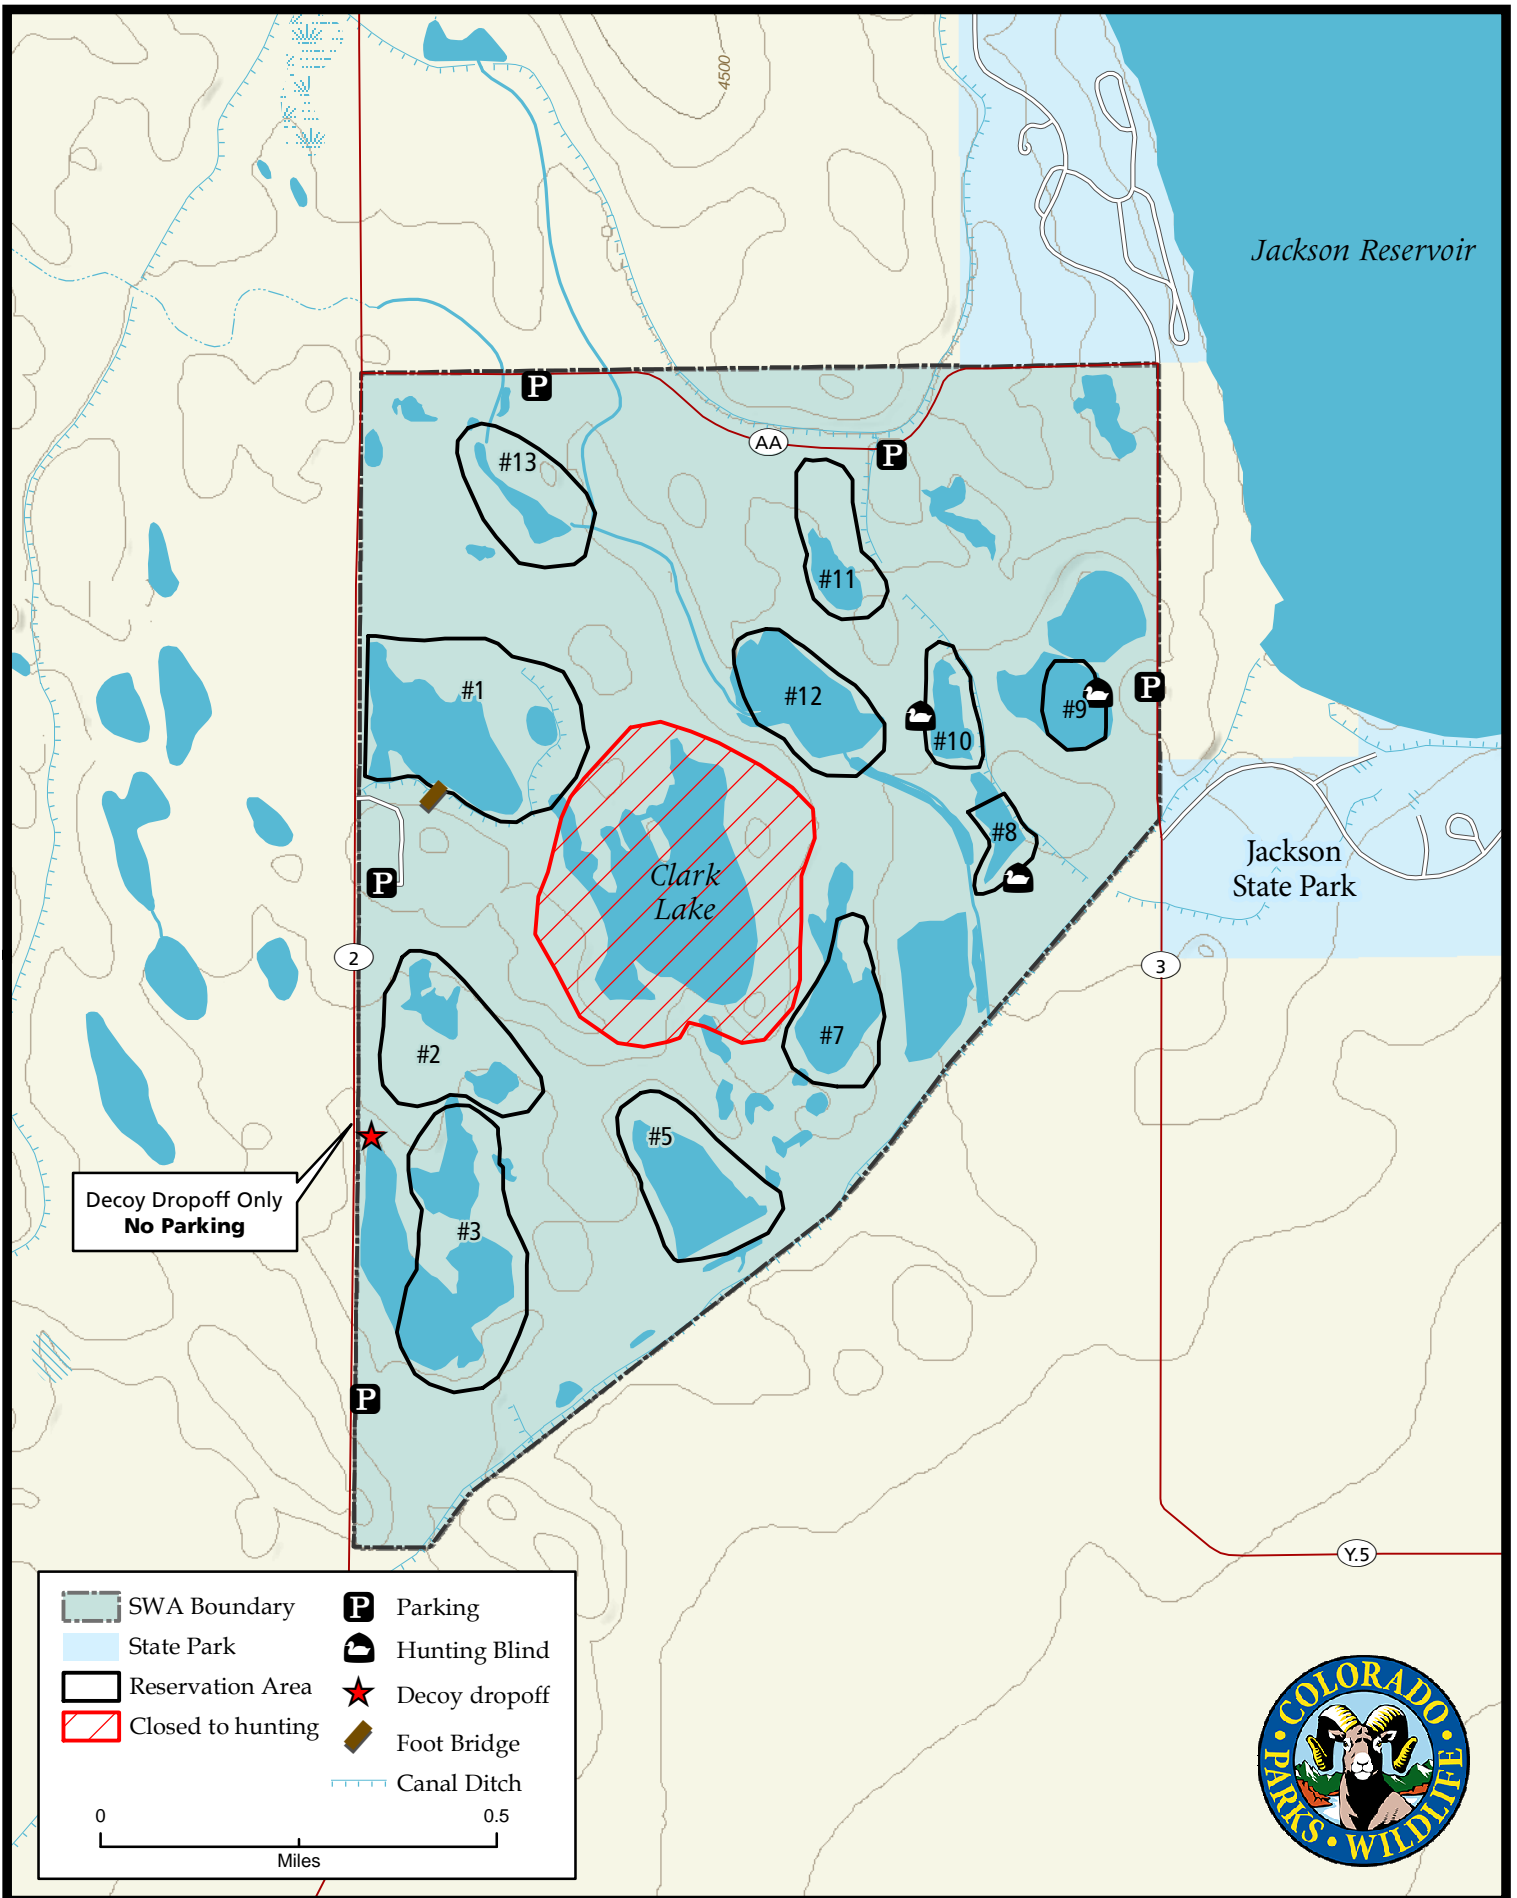 4500
Jackson Reservoir
P
AA
P
#13
#11
#1
#12
#10
#9
P
#8
Clark
Lake
Jackson
State Park
P
2
3
#2
#7
#5
Decoy Dropoff Only
No Parking
#3
P
Y.5
SWA Boundary
State Park
Reservation Area
Closed to hunting
P Parking
Hunting Blind
Decoy dropoff
Foot Bridge
Canal Ditch
0 0.5
Miles
COLORADO
PARKS • WILDLIFE